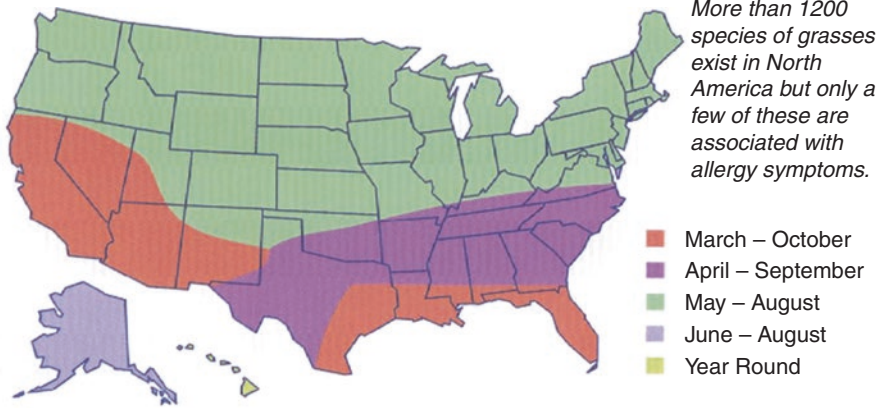 More than 1200
species of grasses
exist in North
America but only a
few of these are
associated with
allergy symptoms.
March – October
April – September
May – August
June – August
Year Round